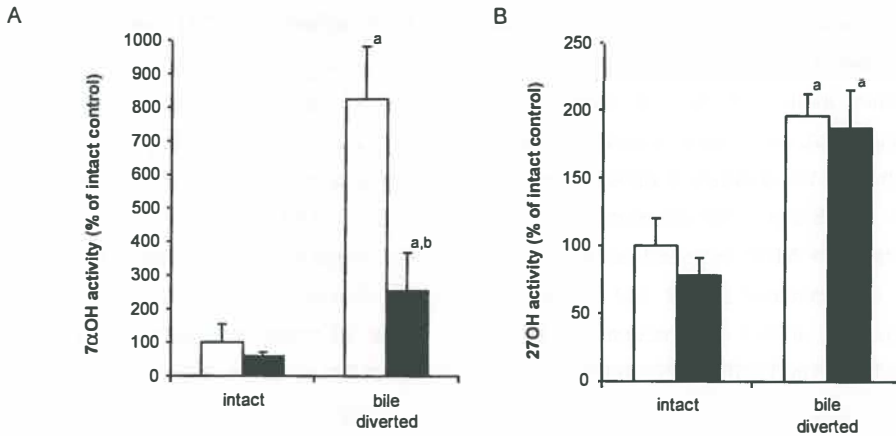 A
7αOH activity (% of intact control)
1000
900
800
700
600
500
400
300
200
100
0
a
a,b
intact
bile
diverted
B
27OH activity (% of intact control)
250
200
150
100
50
0
a
a
intact
bile
diverted